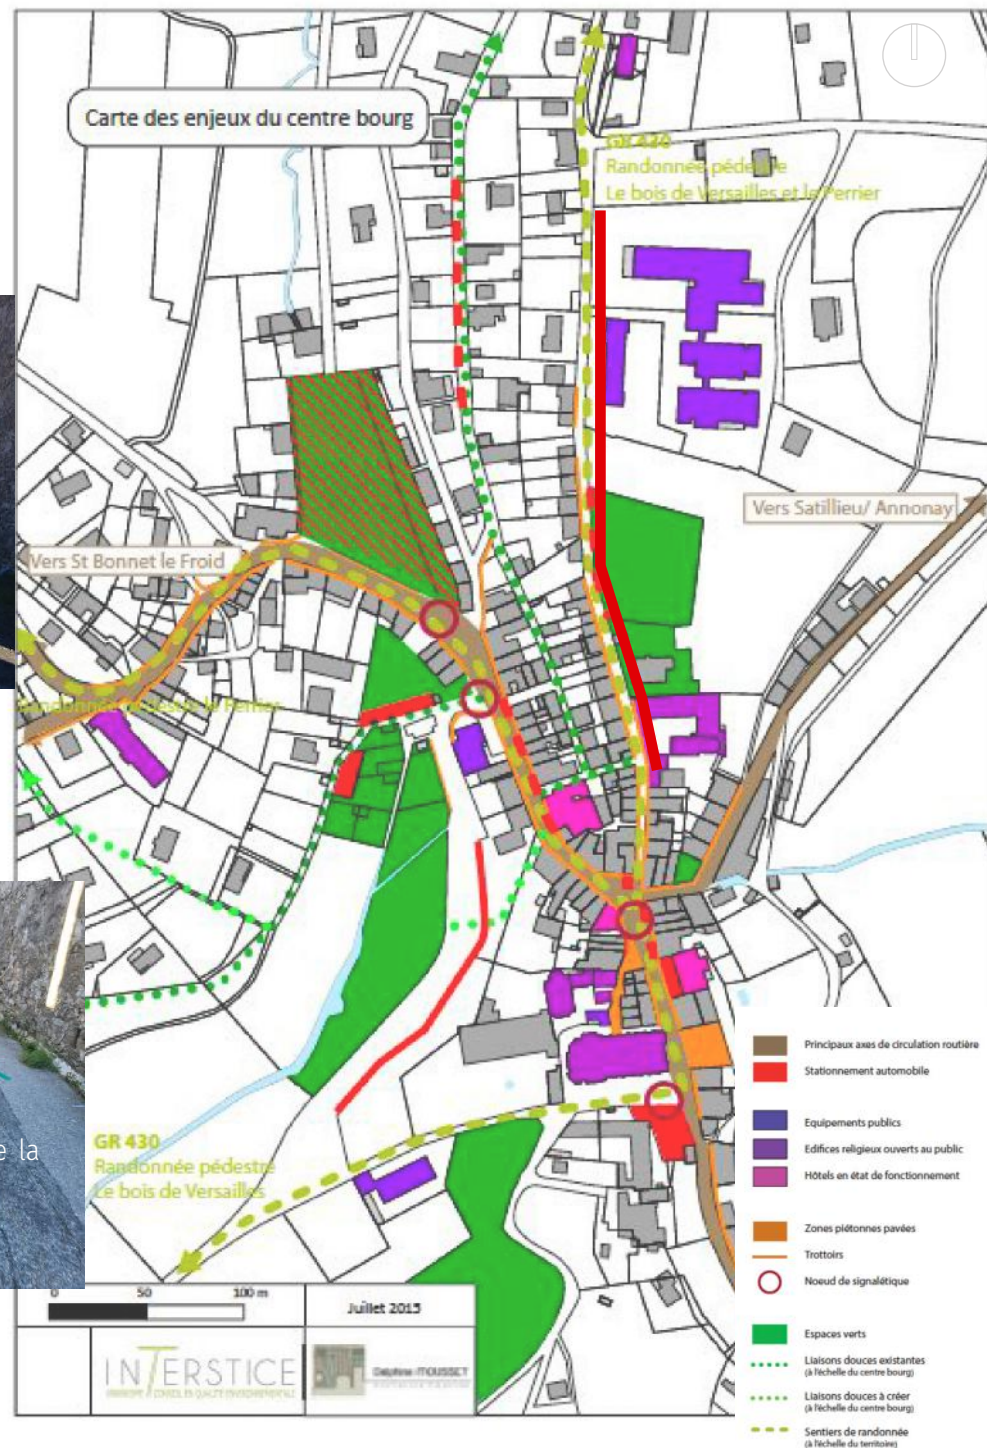 Carte des enjeux du centre bourg
GR 430
Randonnée pédestre
Le bois de Versailles et le Perrier
Vers Satillieu/ Annonay
Vers St Bonnet le Froid
e la
GR 430
Randonnée pédestre
Le bois de Versailles
0 50 100 m
Juillet 2015
INTERSTICE
Principaux axes de circulation routière
Stationnement automobile
Equipements publics
Edifices religieux ouverts au public
Hôtels en état de fonctionnement
Zones piétonnes pavées
Trottoirs
Noeud de signalétique
Espaces verts
Liaisons douces existantes
(à l'échelle du centre bourg)
Liaisons douces à créer
(à l'échelle du centre bourg)
Sentiers de randonnée
(à l'échelle du territoire)